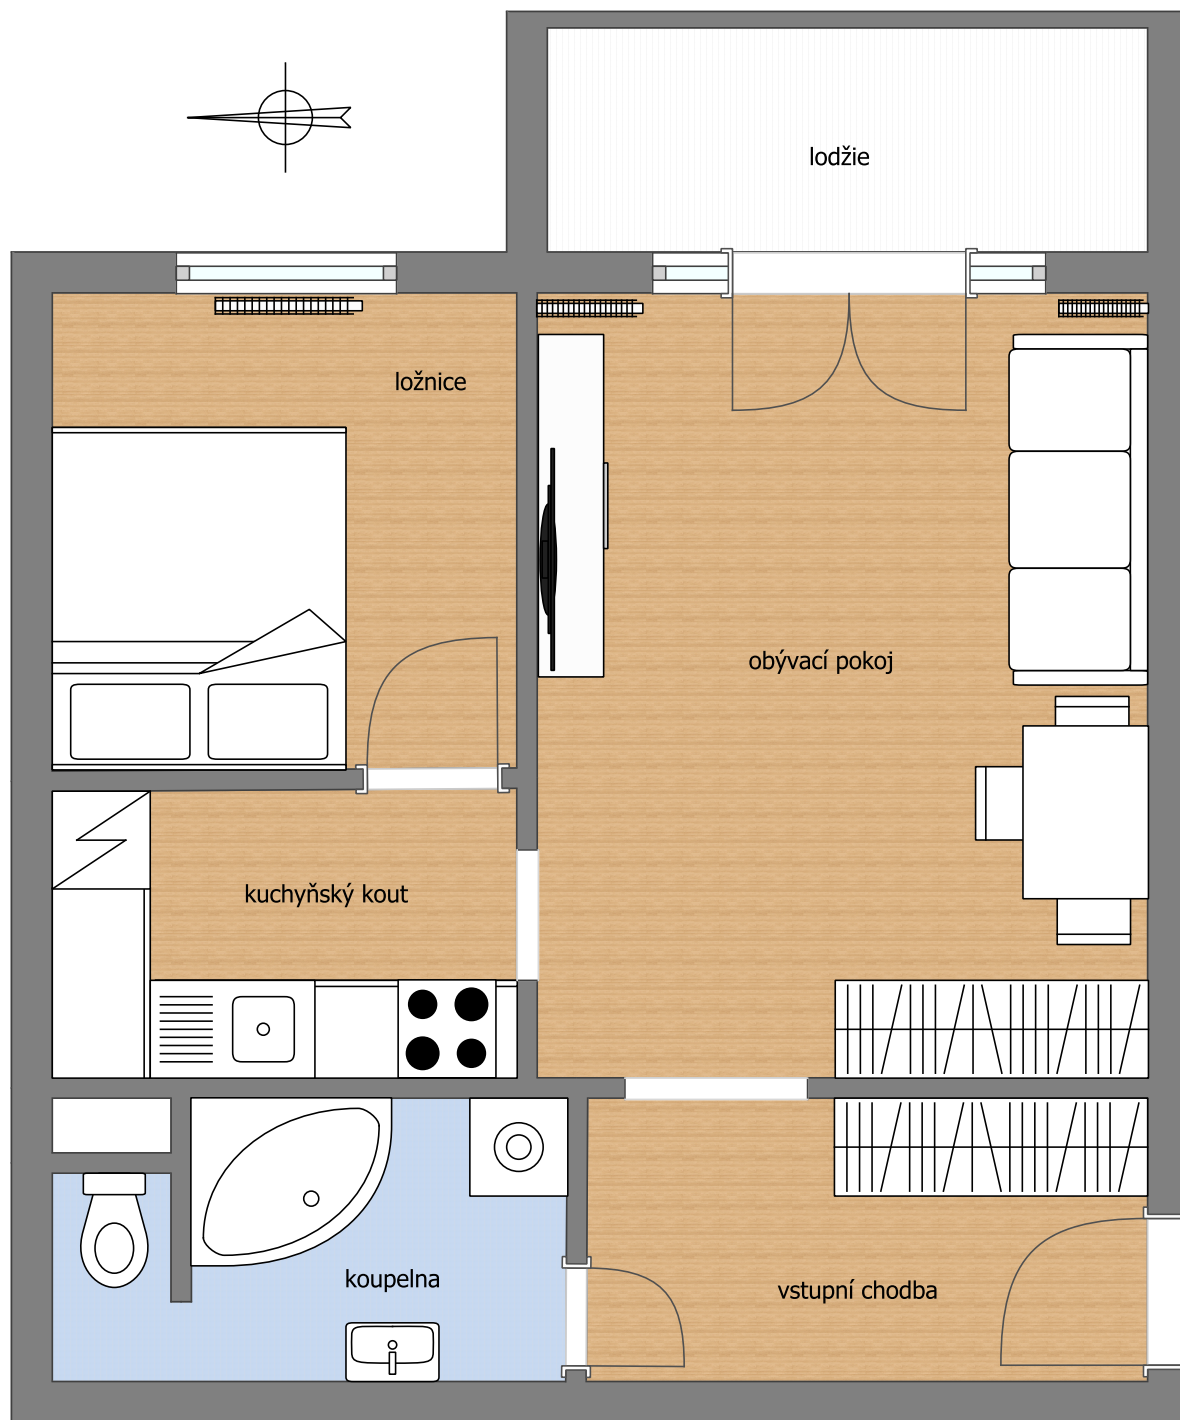 lodžie
ložnice
obývací pokoj
kuchyňský kout
koupelna
vstupní chodba